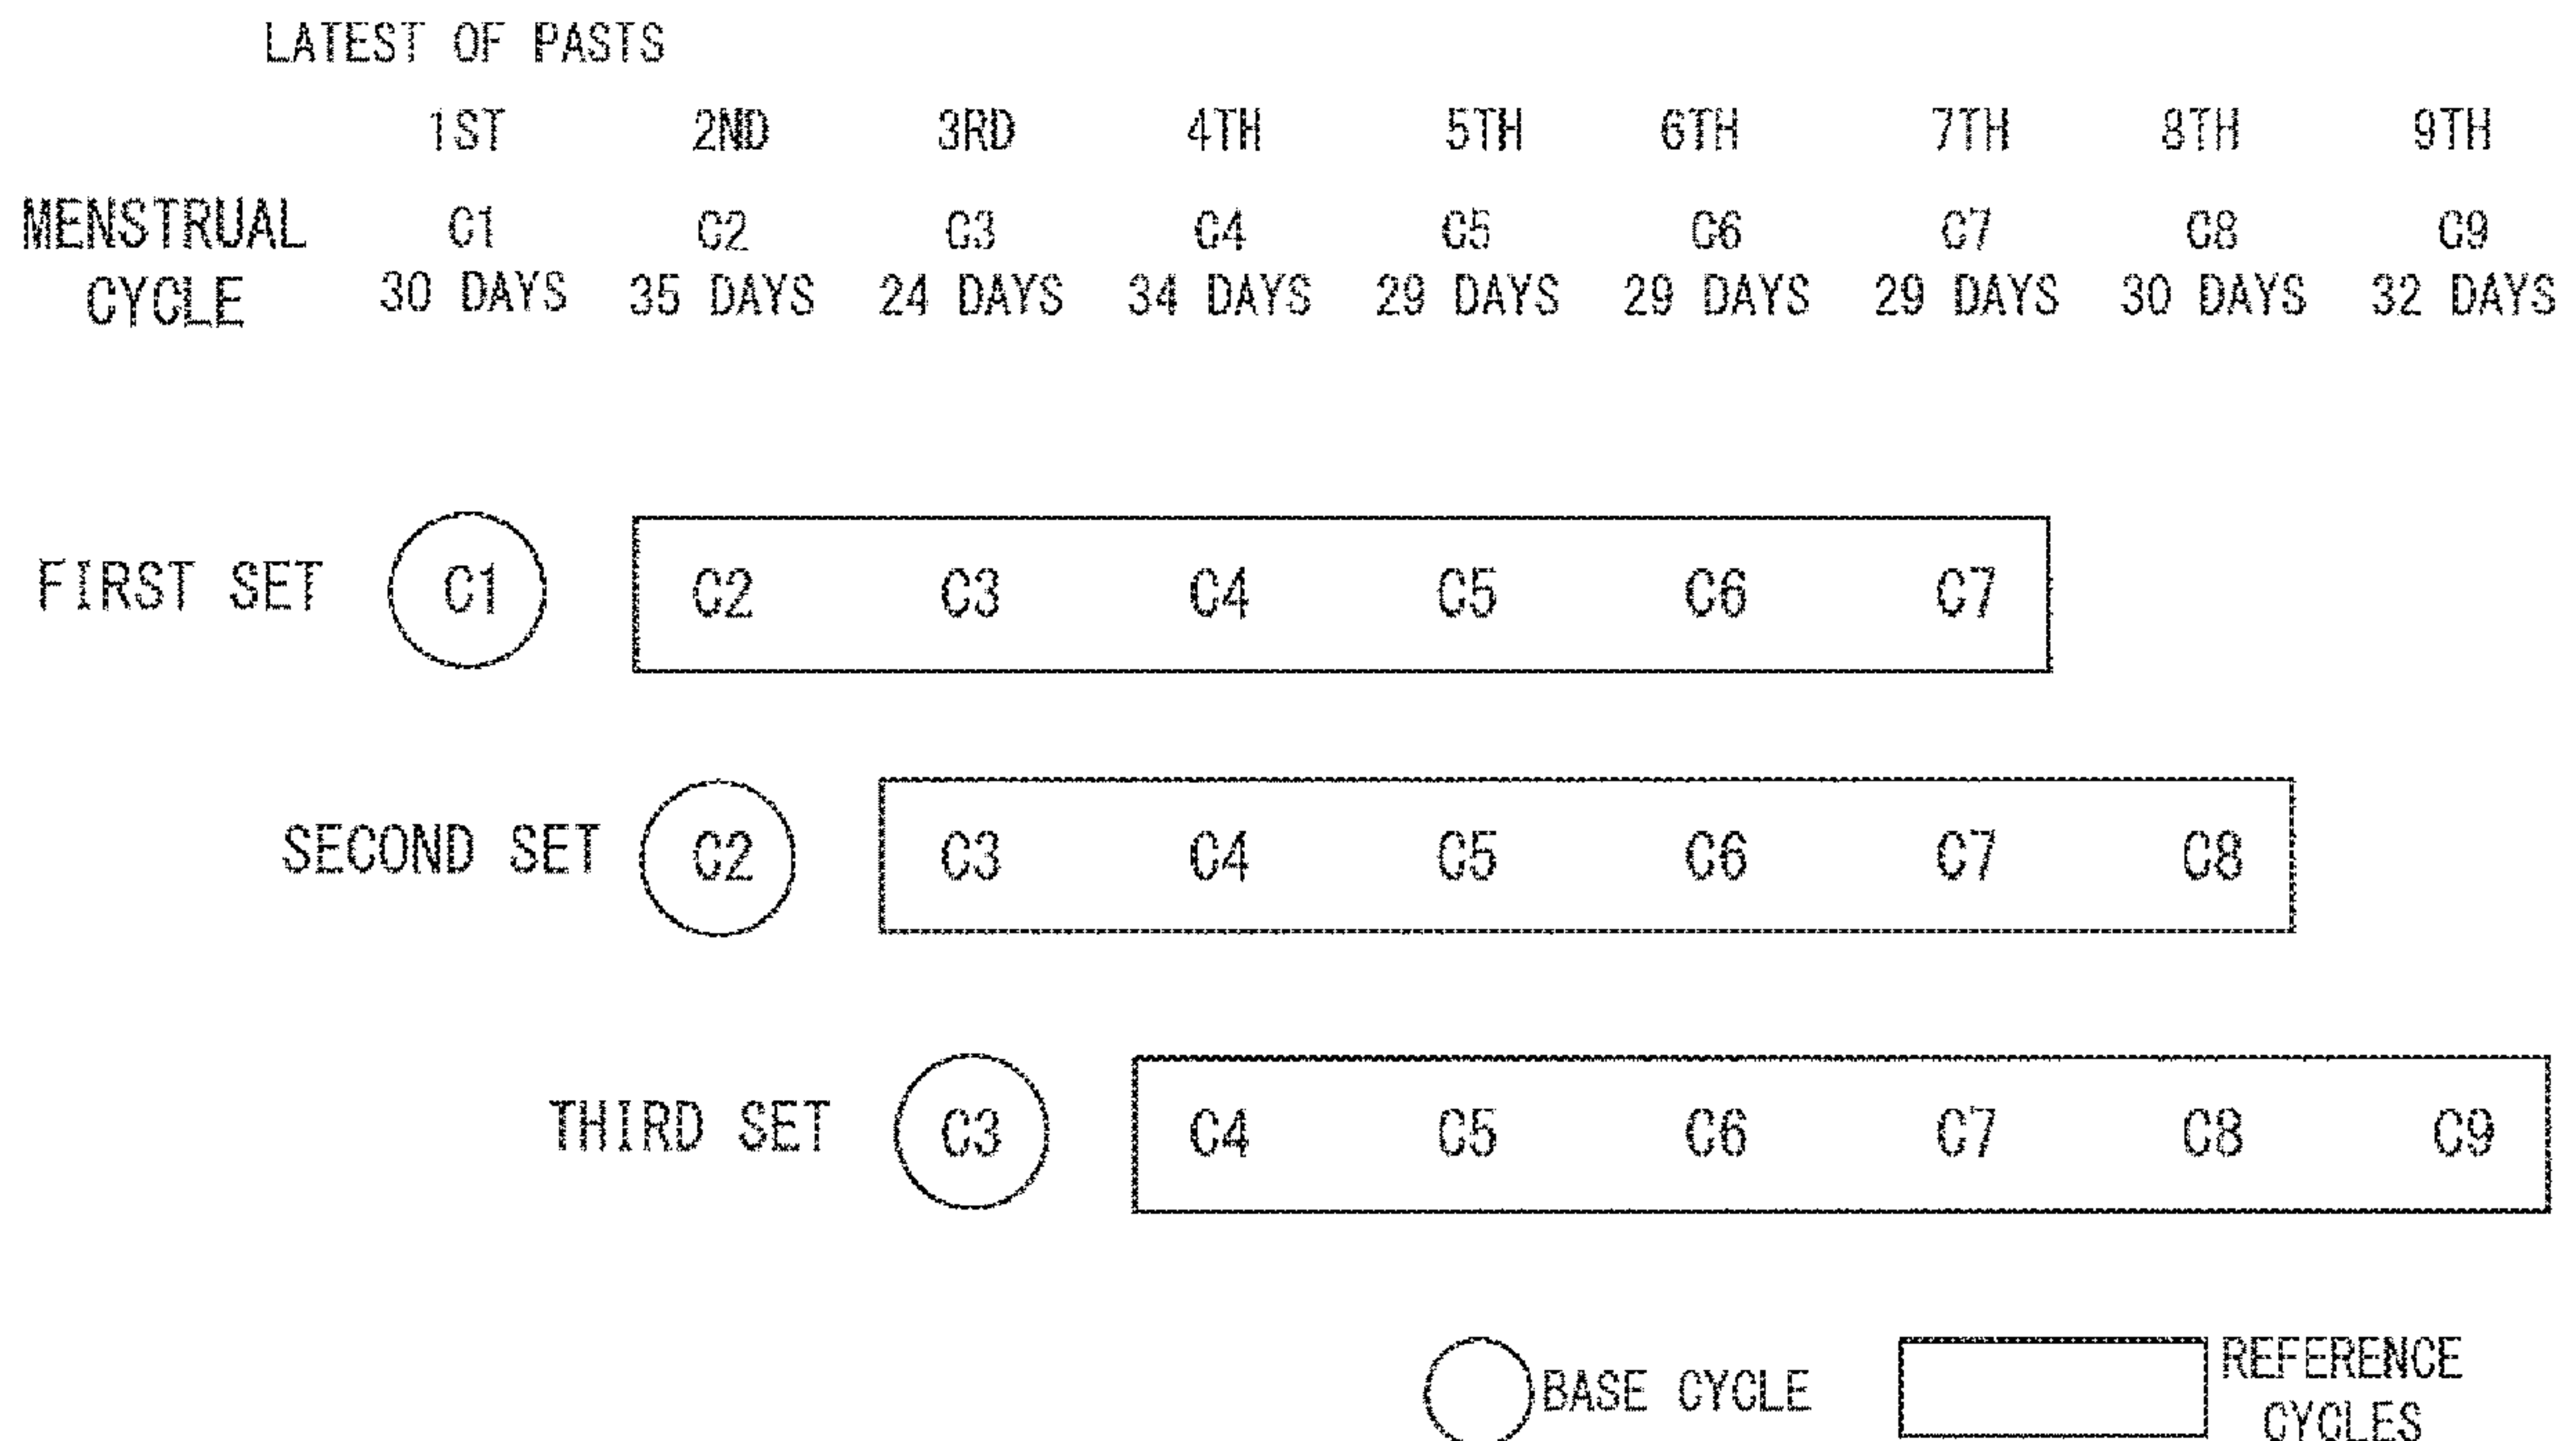 LATEST OF PASTS
1ST 2ND 3RD 4TH 5TH 6TH 7TH 8TH 9TH
MENSTRUAL CYCLE
C1 C2 C3 C4 C5 C6 C7 C8 C9
30 DAYS 35 DAYS 24 DAYS 34 DAYS 29 DAYS 29 DAYS 29 DAYS 30 DAYS 32 DAYS
FIRST SET C1 C2 C3 C4 C5 C6 C7
SECOND SET C2 C3 C4 C5 C6 C7 C8
THIRD SET C3 C4 C5 C6 C7 C8 C9
BASE CYCLE
REFERENCE
CYCLES